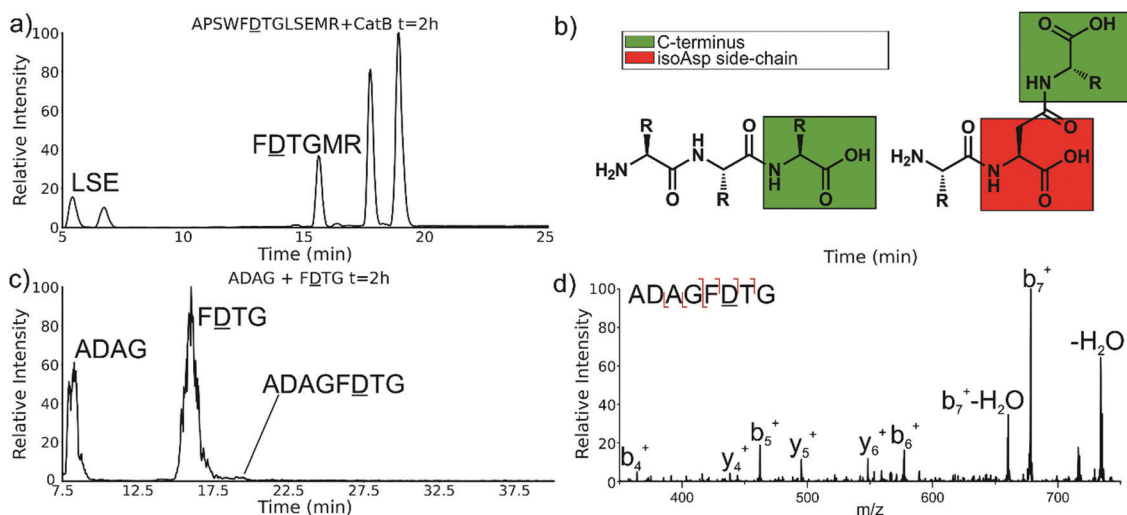 a)
APSWFDTGLSEMR+CatB t=2h
Relative Intensity
100
80
60
40
20
0
LSE
FDTGMR
5
10
15
20
25
Time (min)
b)
C-terminus
isoAsp side-chain
H₂N
R
O
H
N
R
O
N
H
R
O
OH
H₂N
R
O
N
H
O
OH
O
NH
R
O
OH
c)
ADAG + FDTG t=2h
Relative Intensity
100
80
60
40
20
0
ADAG
FDTG
ADAGFDTG
7.5
12.5
17.5
22.5
27.5
32.5
37.5
Time (min)
Time (min)
d)
ADAGFDTG
Relative Intensity
100
80
60
40
20
0
b₄⁺
y₄⁺
b₅⁺
y₅⁺
y₆⁺
b₆⁺
b₇⁺-H₂O
b₇⁺
-H₂O
400
500
600
700
m/z